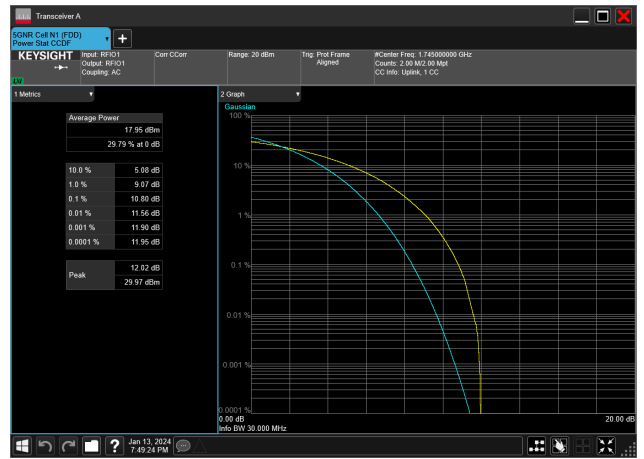 Transceiver A
5GNR Cell N1 (FDD)
Power Stat CCDF
KEYSIGHT
LXI
Input: RFIO1
Output: RFIO1
Coupling: AC
Corr CCorr
Range: 20 dBm
Trig: Prot Frame
Aligned
#Center Freq: 1.745000000 GHz
Counts: 2.00 M/2.00 Mpt
CC Info: Uplink, 1 CC
1 Metrics
Average Power
17.95 dBm
29.79 % at 0 dB
10.0 % 5.08 dB
1.0 % 9.07 dB
0.1 % 10.80 dB
0.01 % 11.56 dB
0.001 % 11.90 dB
0.0001 % 11.95 dB
Peak
12.02 dB
29.97 dBm
2 Graph
Gaussian
100 %
10 %
1 %
0.1 %
0.01 %
0.001 %
0.0001 %
0.00 dB 20.00 dB
Info BW 30.000 MHz
Jan 13, 2024
7:49:24 PM